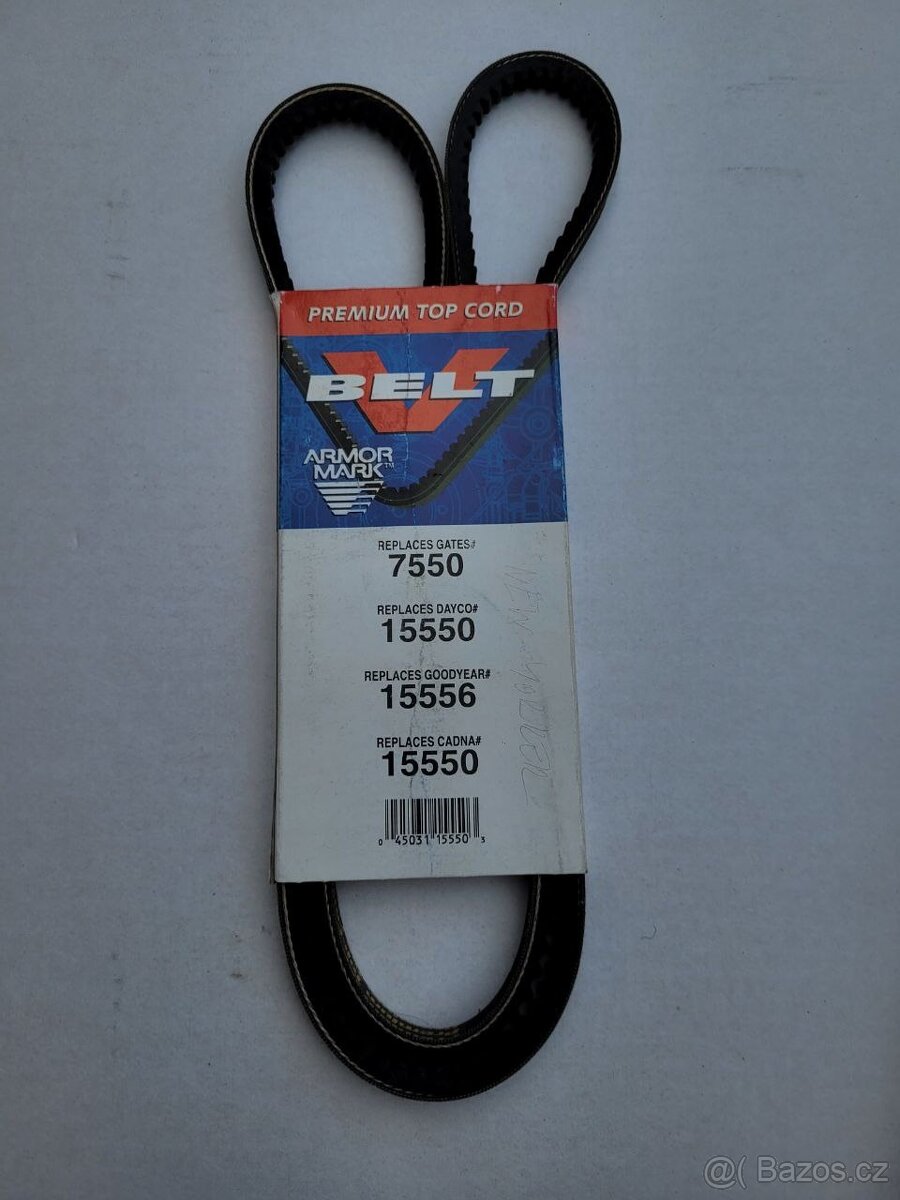 PREMIUM TOP CORD
V
BELT
ARMOR
MARK™
REPLACES GATES#
7550
REPLACES DAYCO#
15550
REPLACES GOODYEAR#
15556
REPLACES CADNA#
15550
0 45031 15550 3
@( Bazos.cz